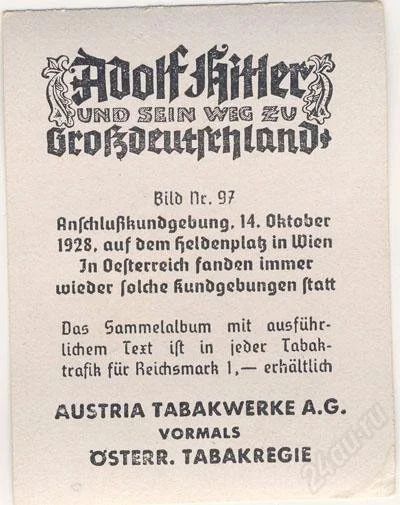 Adolf Hitler
UND SEIN WEG ZU
Großdeutschland
Bild Nr. 97
Anschlußkundgebung, 14. Oktober
1928, auf dem Heldenplatz in Wien
In Oesterreich fanden immer
wieder solche Kundgebungen statt
Das Sammelalbum mit ausführ-
lichem Text ist in jeder Tabak-
trafik für Reichsmark 1,— erhältlich
AUSTRIA TABAKWERKE A.G.
VORMALS
ÖSTERR. TABAKREGIE
24au.ru